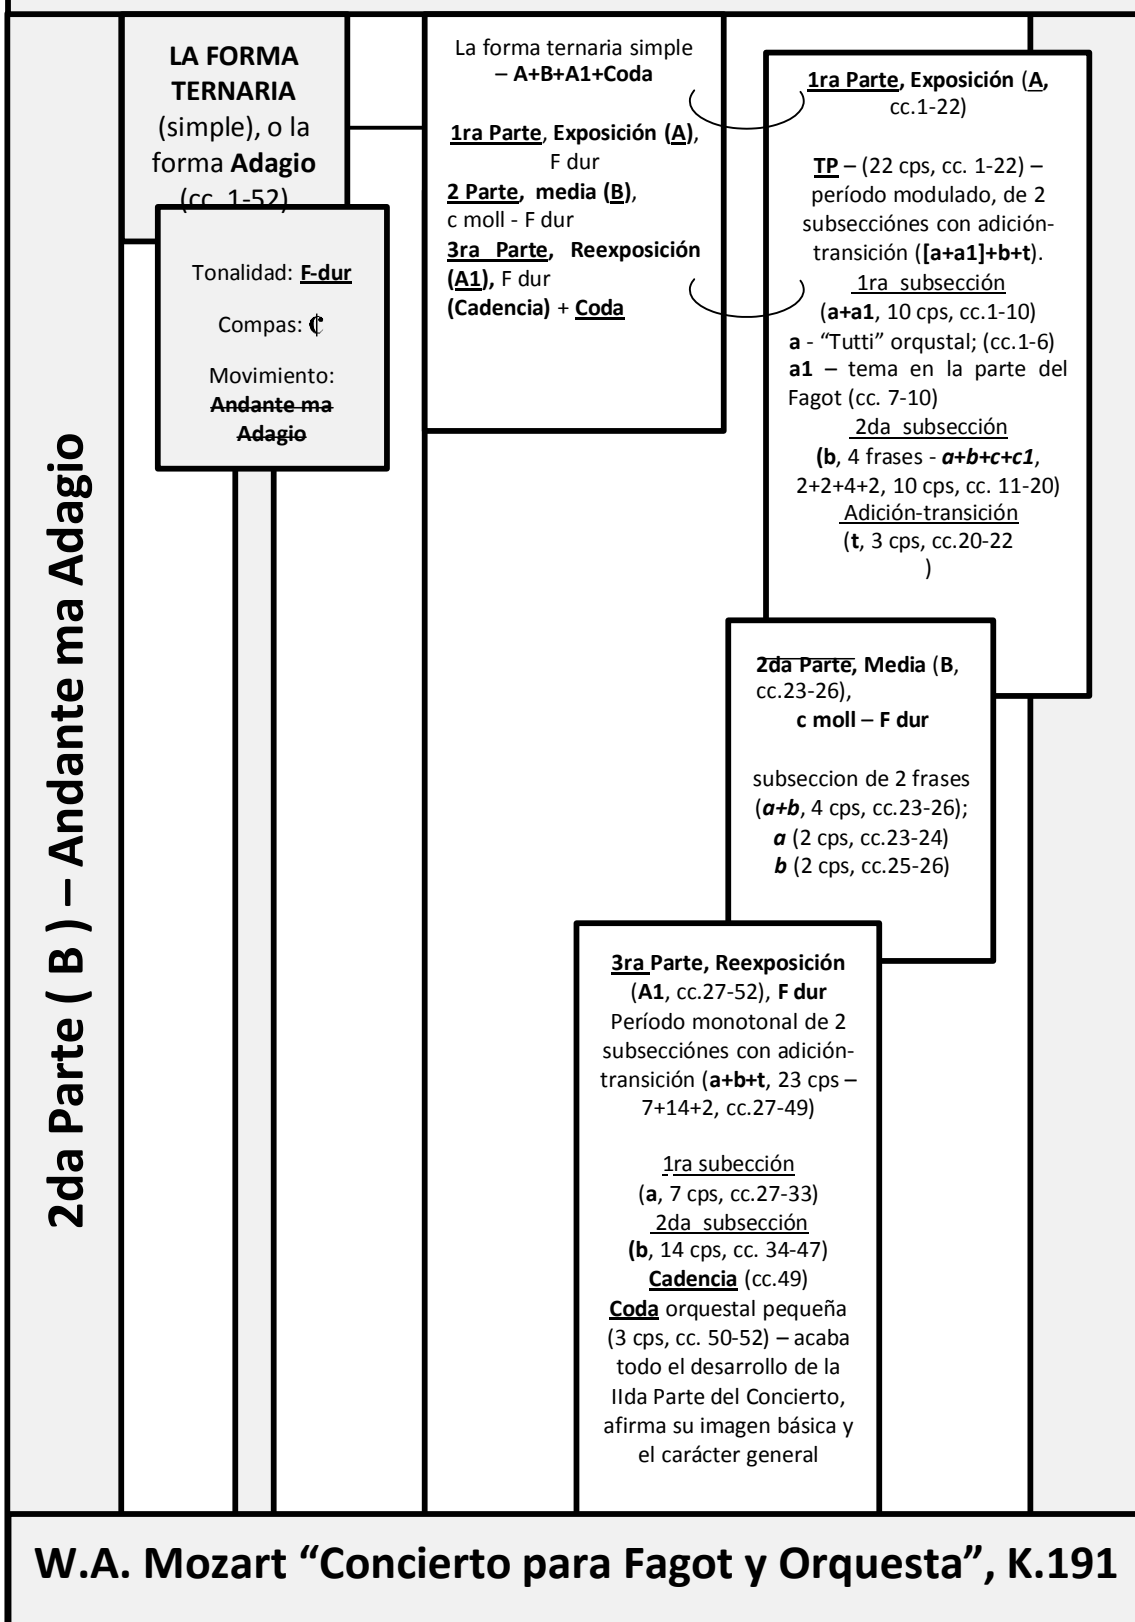 2da Parte ( B ) – Andante ma Adagio
LA FORMA
TERNARIA
(simple), o la
forma Adagio
(cc. 1-52)
Tonalidad: F-dur
Compas: ¢
Movimiento:
Andante ma
Adagio
La forma ternaria simple
– A+B+A1+Coda
1ra Parte, Exposición (A),
F dur
2 Parte, media (B),
c moll - F dur
3ra Parte, Reexposición
(A1), F dur
(Cadencia) + Coda
1ra Parte, Exposición (A,
cc.1-22)
TP – (22 cps, cc. 1-22) –
período modulado, de 2
subsecciónes con adición-
transición ([a+a1]+b+t).
1ra subsección
(a+a1, 10 cps, cc.1-10)
a - “Tutti” orqustal; (cc.1-6)
a1 – tema en la parte del
Fagot (cc. 7-10)
2da subsección
(b, 4 frases - a+b+c+c1,
2+2+4+2, 10 cps, cc. 11-20)
Adición-transición
(t, 3 cps, cc.20-22
)
2da Parte, Media (B,
cc.23-26),
c moll – F dur
subseccion de 2 frases
(a+b, 4 cps, cc.23-26);
a (2 cps, cc.23-24)
b (2 cps, cc.25-26)
3ra Parte, Reexposición
(A1, cc.27-52), F dur
Período monotonal de 2
subsecciónes con adición-
transición (a+b+t, 23 cps –
7+14+2, cc.27-49)
1ra subección
(a, 7 cps, cc.27-33)
2da subsección
(b, 14 cps, cc. 34-47)
Cadencia (cc.49)
Coda orquestal pequeña
(3 cps, cc. 50-52) – acaba
todo el desarrollo de la
IIda Parte del Concierto,
afirma su imagen básica y
el carácter general
W.A. Mozart “Concierto para Fagot y Orquesta”, K.191